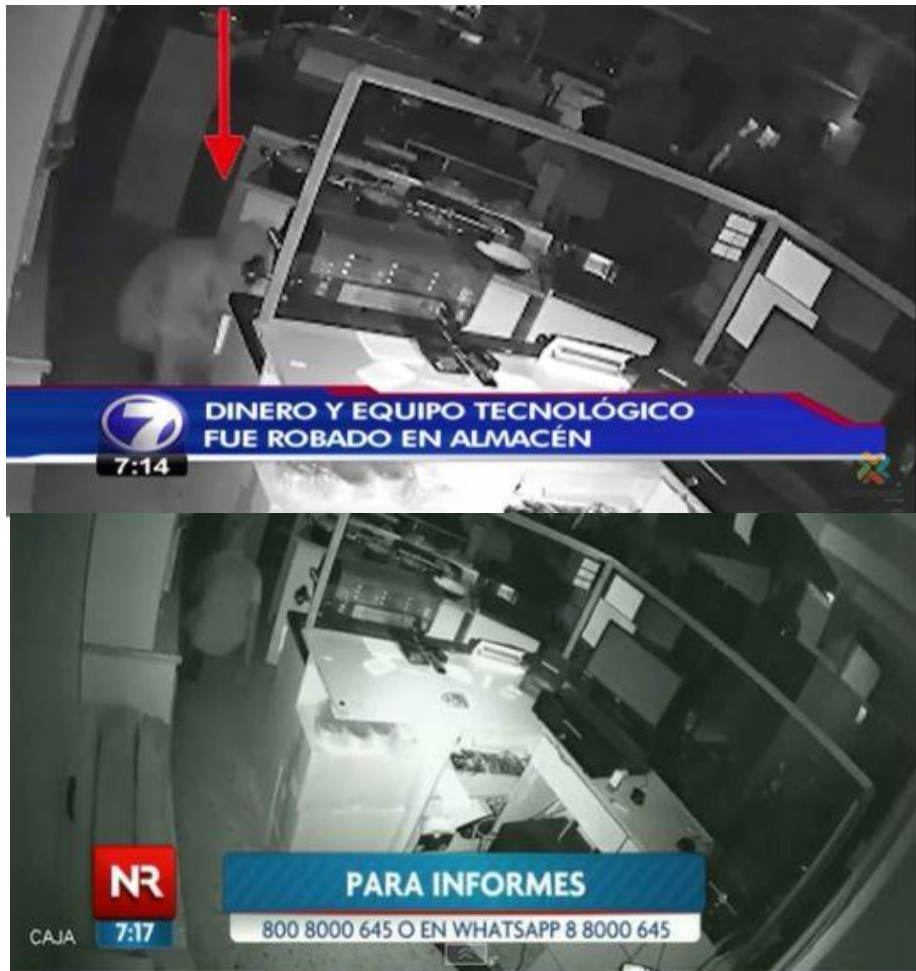 DINERO Y EQUIPO TECNOLÓGICO
FUE ROBADO EN ALMACÉN
7
7:14
NR
PARA INFORMES
800 8000 645 O EN WHATSAPP 8 8000 645
CAJA
7:17